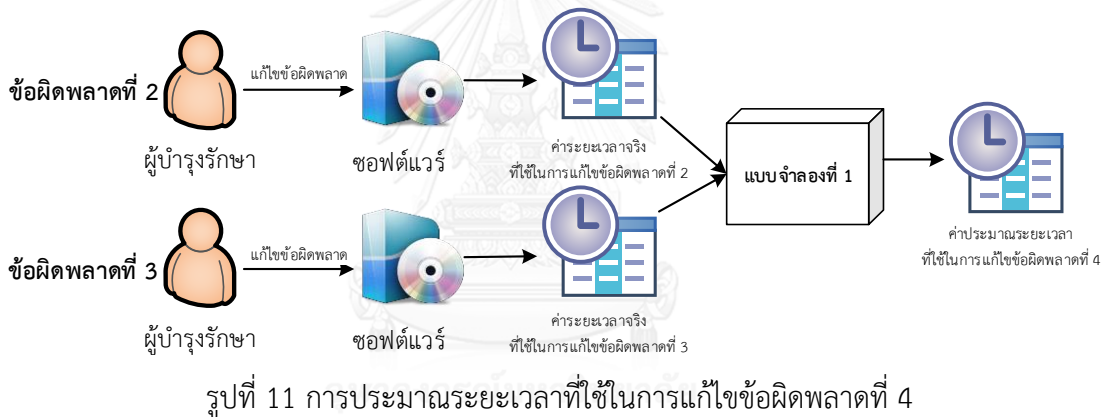 ข้อผิดพลาดที่ 2
แก้ไขข้อผิดพลาด
ผู้บำรุงรักษา
ซอฟต์แวร์
ค่าระยะเวลาจริง
ที่ใช้ในการแก้ไขข้อผิดพลาดที่ 2
แบบจำลองที่ 1
ค่าประมาณระยะเวลา
ที่ใช้ในการแก้ไขข้อผิดพลาดที่ 4
ข้อผิดพลาดที่ 3
แก้ไขข้อผิดพลาด
ผู้บำรุงรักษา
ซอฟต์แวร์
ค่าระยะเวลาจริง
ที่ใช้ในการแก้ไขข้อผิดพลาดที่ 3
รูปที่ 11 การประมาณระยะเวลาที่ใช้ในการแก้ไขข้อผิดพลาดที่ 4